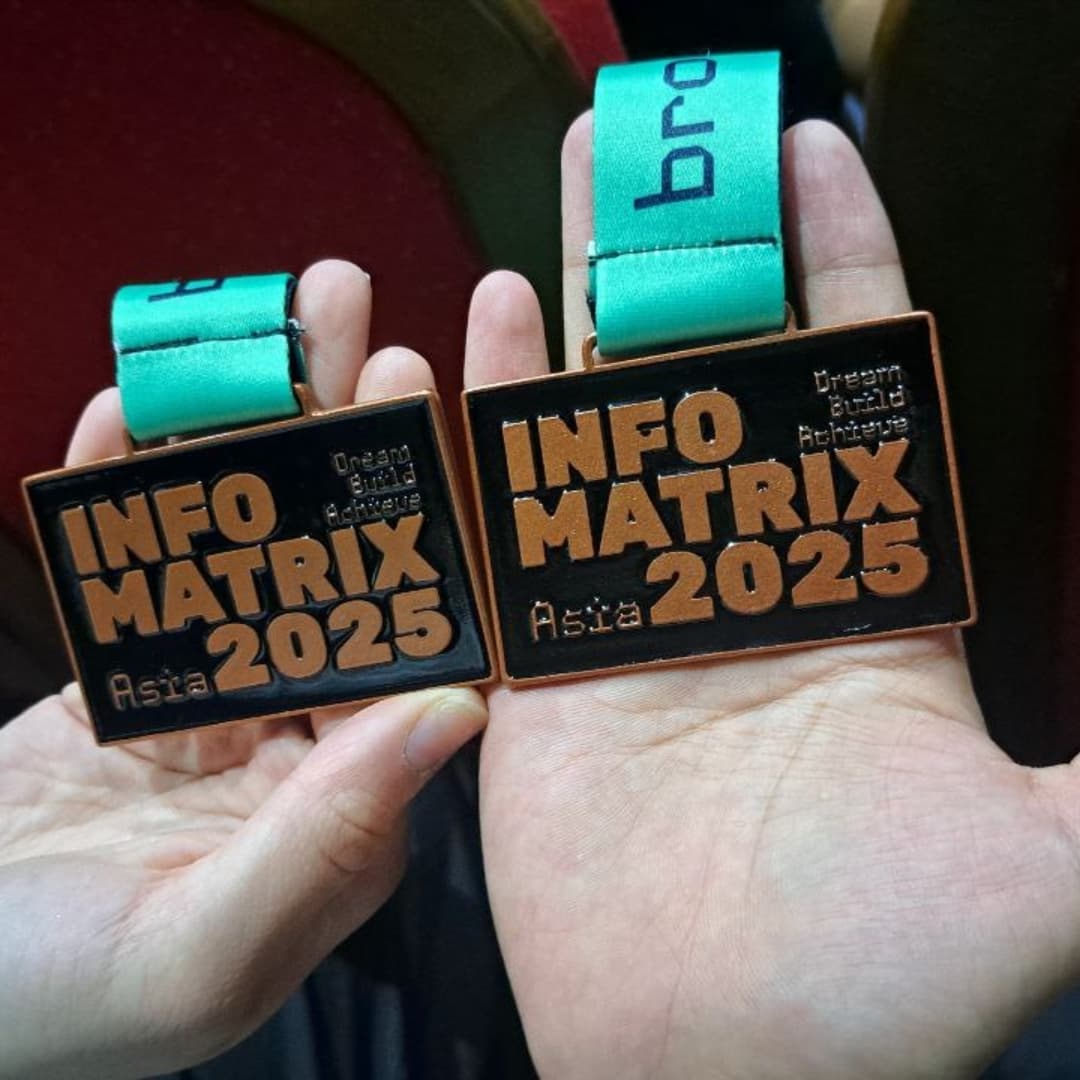 INFO
MATRIX
2025
Asia
Dream
Build
Achieve
bro
INFO
MATRIX
2025
Asia
Dream
Build
Achieve